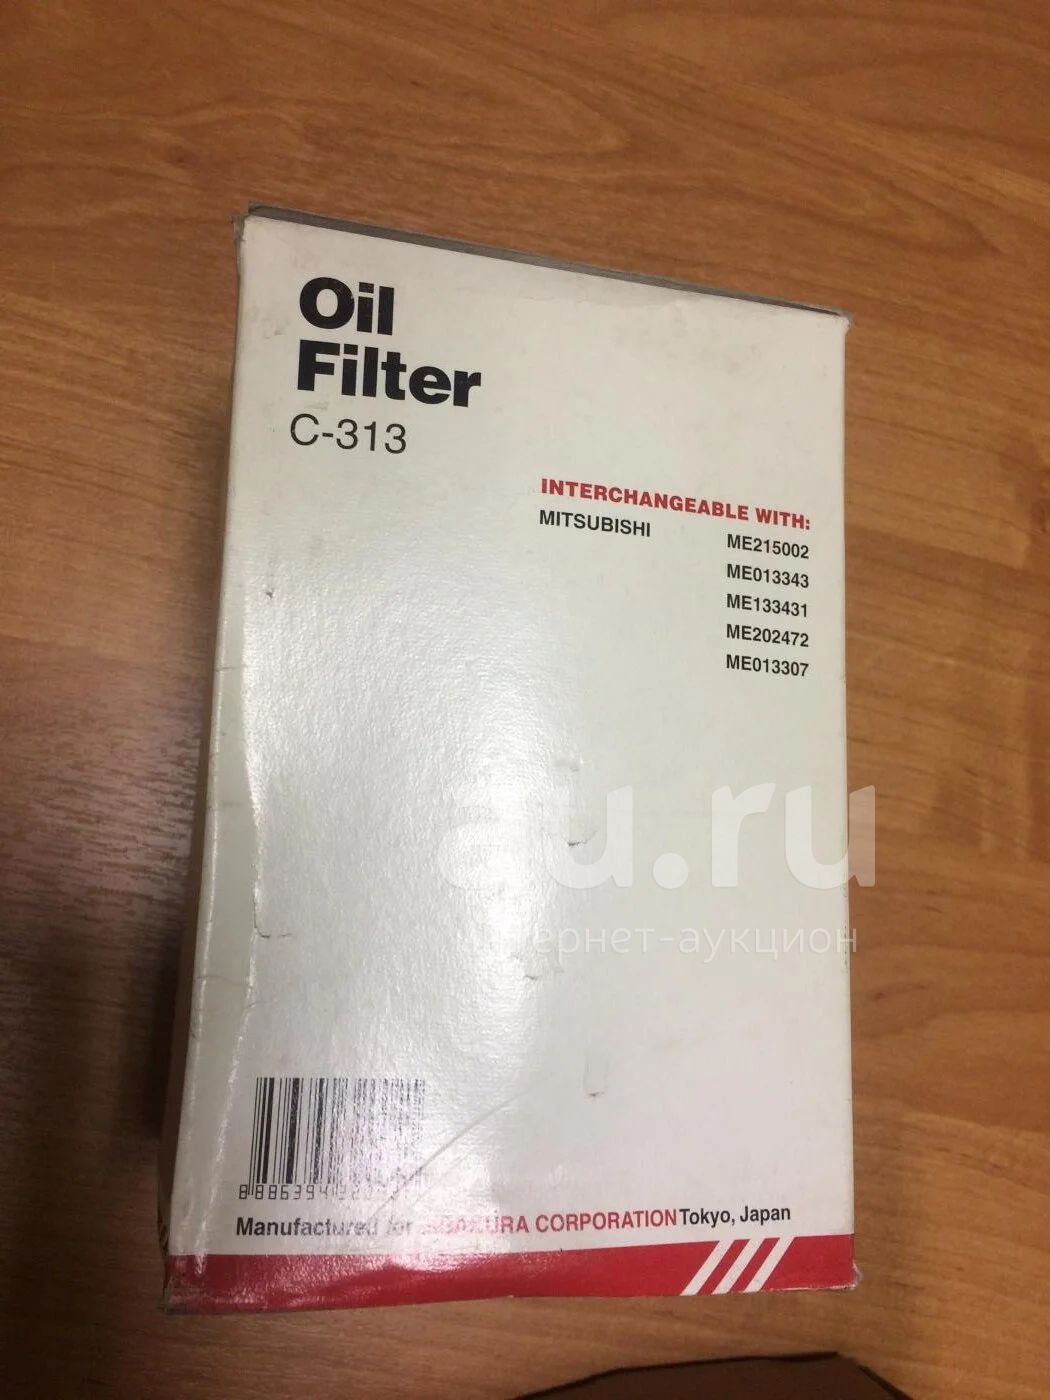 Oil
Filter
C-313
INTERCHANGEABLE WITH:
MITSUBISHI ME215002
ME013343
ME133431
ME202472
ME013307
au.ru
интернет-аукцион
Manufactured for SAKURA CORPORATION Tokyo, Japan